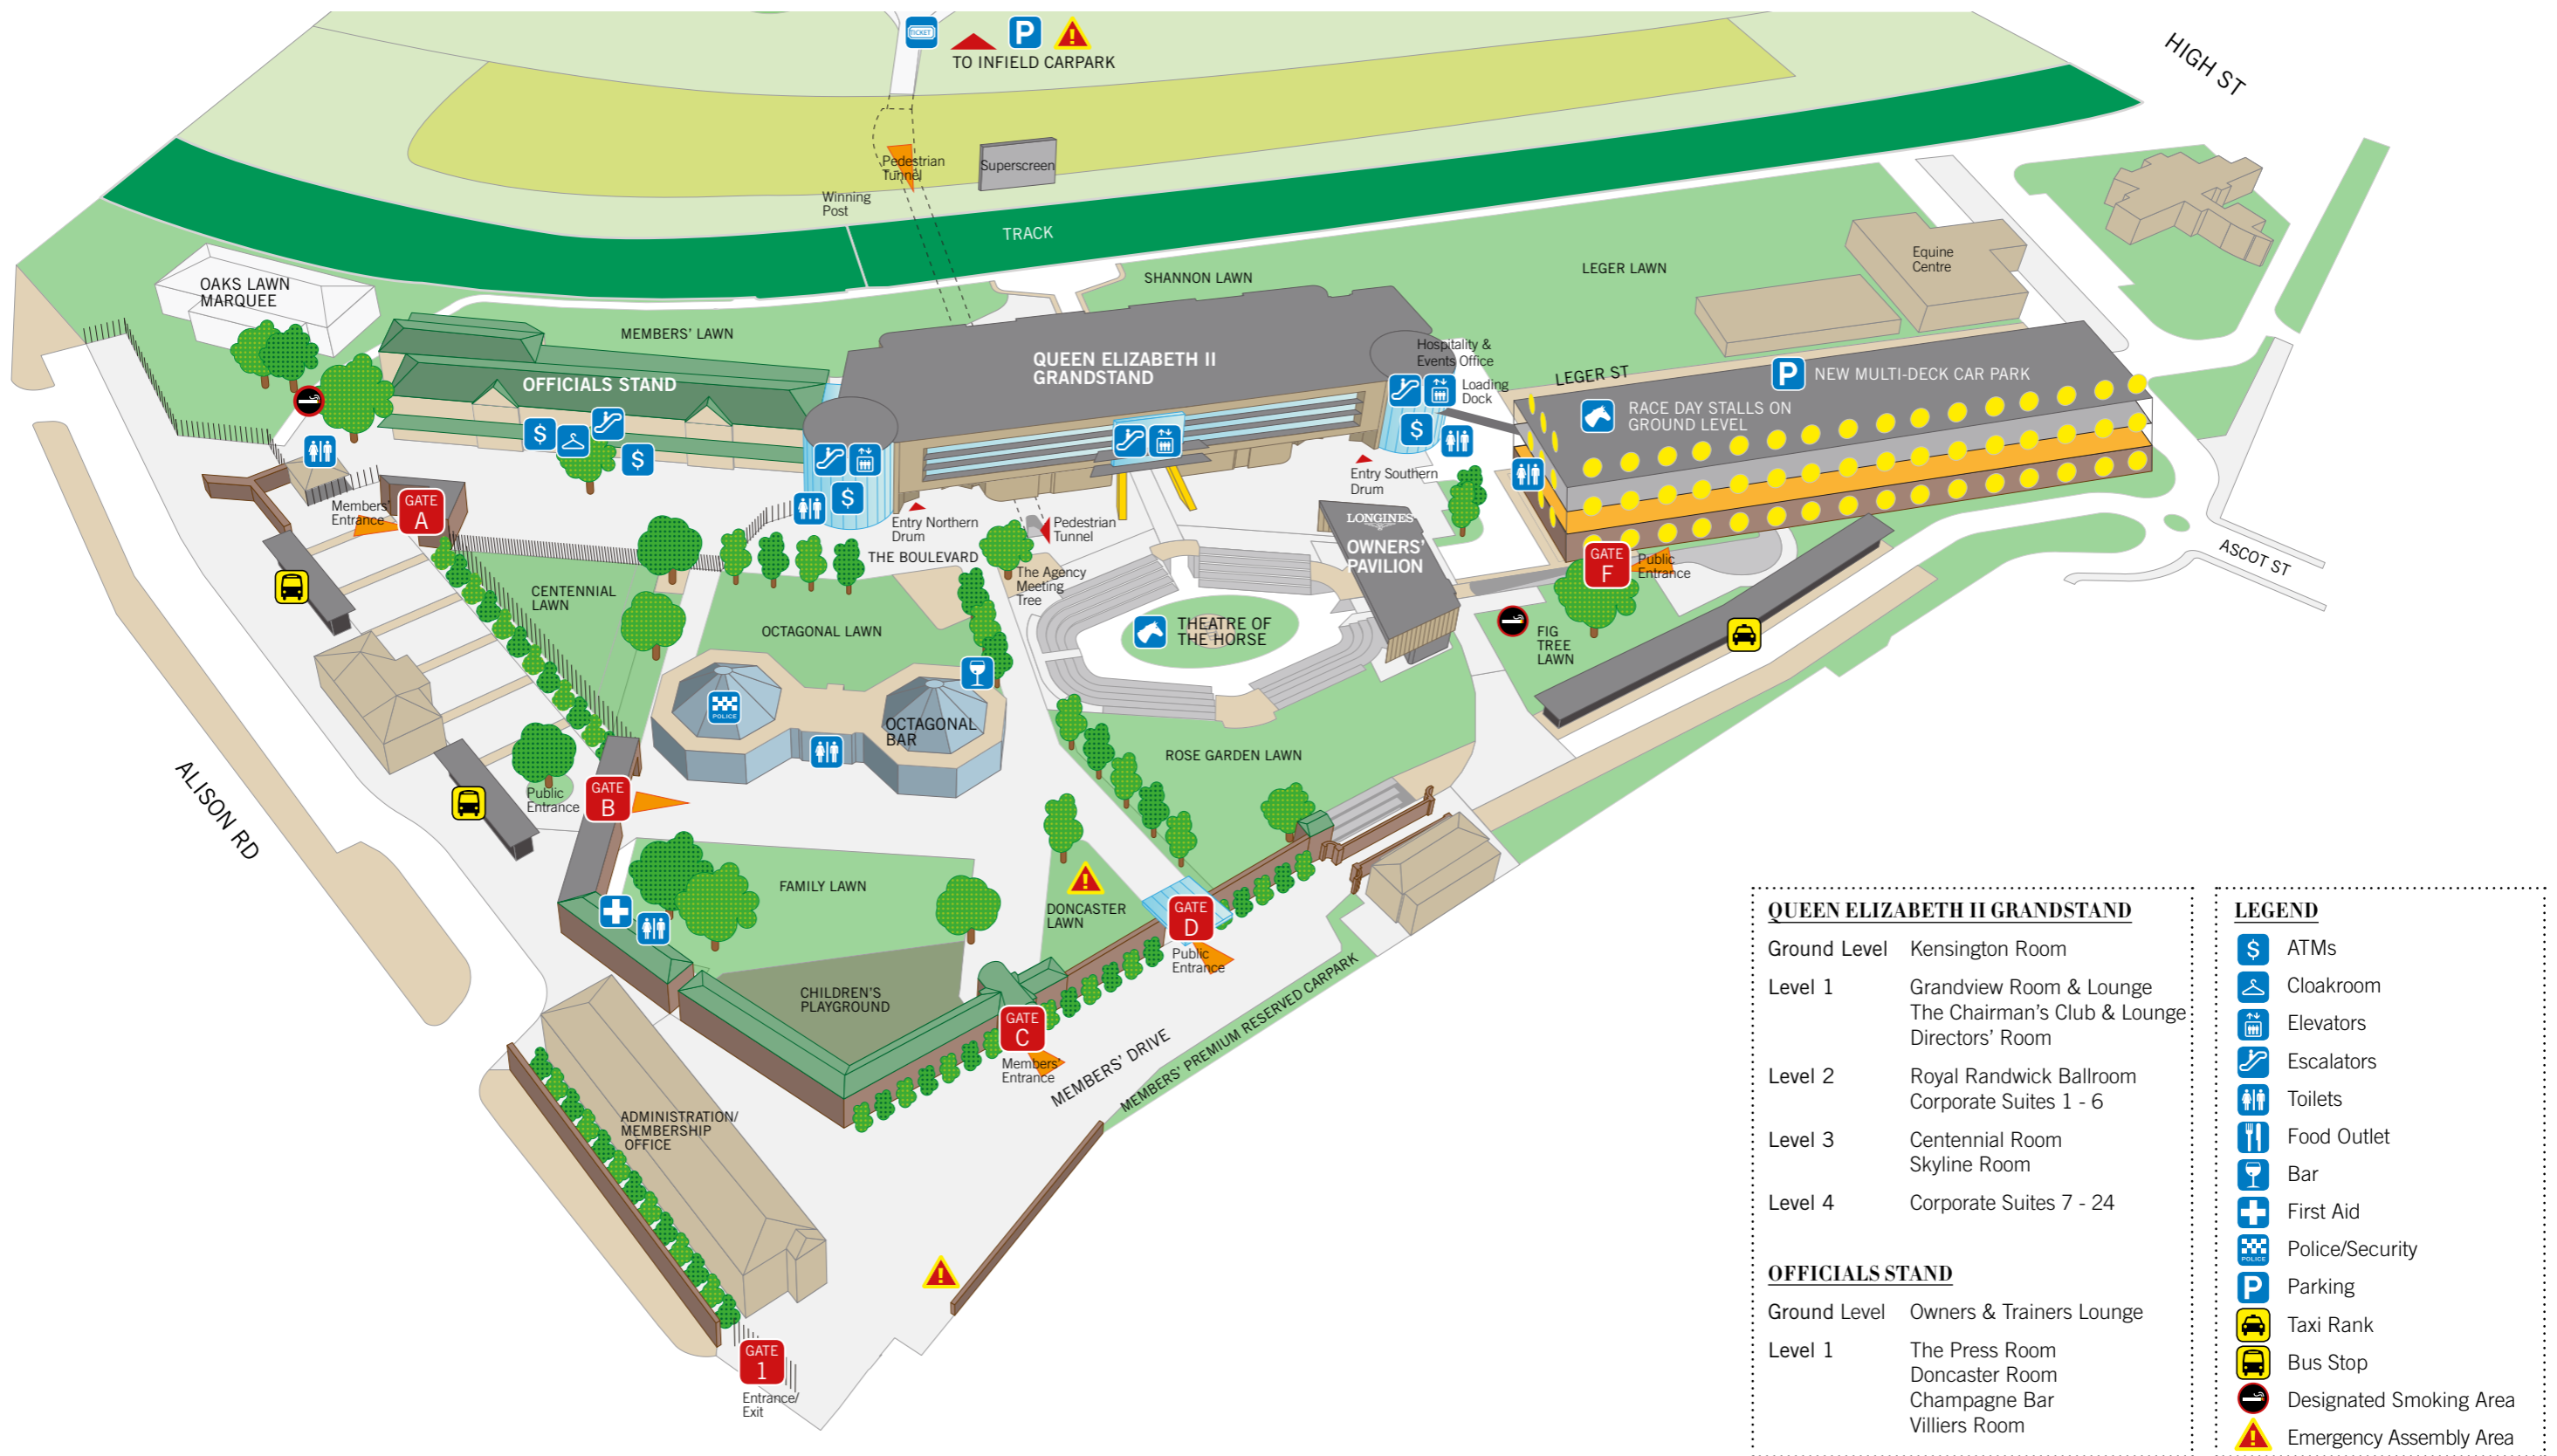 TICKET
P
TO INFIELD CARPARK
HIGH ST
Pedestrian
Tunnel
Superscreen
Winning
Post
TRACK
SHANNON LAWN
LEGER LAWN
Equine
Centre
OAKS LAWN
MARQUEE
MEMBERS' LAWN
QUEEN ELIZABETH II
GRANDSTAND
Hospitality &
Events Office
Loading
Dock
LEGER ST
P
NEW MULTI-DECK CAR PARK
OFFICIALS STAND
RACE DAY STALLS ON
GROUND LEVEL
$
$
$
$
Entry Southern
Drum
Members'
Entrance
GATE
A
Entry Northern
Drum
Pedestrian
Tunnel
THE BOULEVARD
LONGINES
OWNERS'
PAVILION
GATE
F
Public
Entrance
ASCOT ST
The Agency
Meeting
Tree
CENTENNIAL
LAWN
OCTAGONAL LAWN
THEATRE OF
THE HORSE
FIG
TREE
LAWN
POLICE
OCTAGONAL
BAR
ROSE GARDEN LAWN
ALISON RD
Public
Entrance
GATE
B
FAMILY LAWN
DONCASTER
LAWN
GATE
D
Public
Entrance
CHILDREN'S
PLAYGROUND
GATE
C
Members'
Entrance
MEMBERS' DRIVE
MEMBERS' PREMIUM RESERVED CARPARK
ADMINISTRATION/
MEMBERSHIP
OFFICE
GATE
1
Entrance/
Exit
QUEEN ELIZABETH II GRANDSTAND
Ground Level Kensington Room
Level 1 Grandview Room & Lounge
The Chairman's Club & Lounge
Directors' Room
Level 2 Royal Randwick Ballroom
Corporate Suites 1 - 6
Level 3 Centennial Room
Skyline Room
Level 4 Corporate Suites 7 - 24
OFFICIALS STAND
Ground Level Owners & Trainers Lounge
Level 1 The Press Room
Doncaster Room
Champagne Bar
Villiers Room
LEGEND
$ ATMs
Cloakroom
Elevators
Escalators
Toilets
Food Outlet
Bar
First Aid
POLICE Police/Security
P Parking
Taxi Rank
Bus Stop
Designated Smoking Area
Emergency Assembly Area